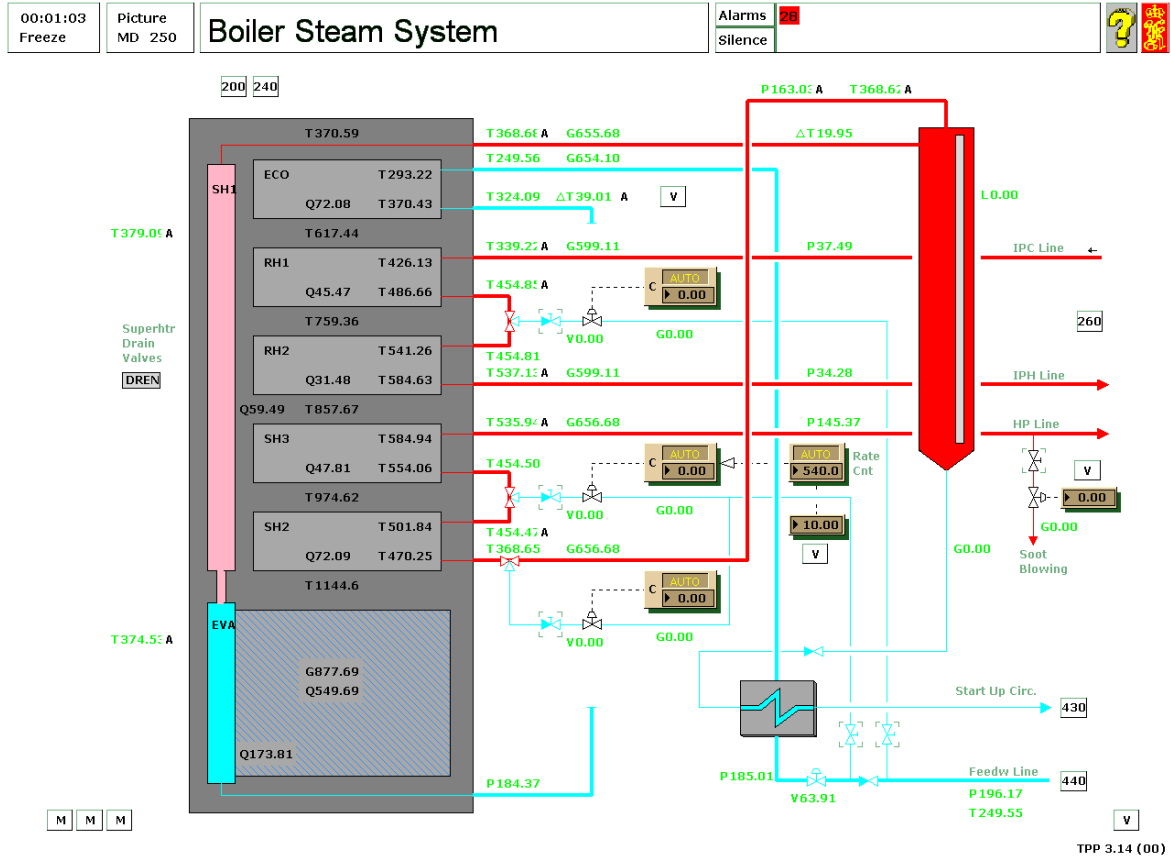 00:01:03
Freeze
Picture
MD 250
Boiler Steam System
Alarms 28
Silence
?
200 240
P163.03 A T368.62 A
T370.59
T368.68 A G655.68 △T19.95
T249.56 G654.10
ECO T293.22
SH1
T324.09 △T39.01 A V
L0.00
Q72.08 T370.43
T379.09 A
T617.44
T339.22 A G599.11 P37.49 IPC Line ←
RH1 T426.13
AUTO
C 0.00
T454.85 A
Q45.47 T486.66
T759.36
260
Superhtr
Drain
Valves
V0.00 G0.00
RH2 T541.26
T454.81
T537.13 A G599.11 P34.28 IPH Line
DREN
Q31.48 T584.63
Q59.49 T857.67
T535.94 A G656.68 P145.37 HP Line
SH3 T584.94
AUTO
C 0.00
AUTO
540.0
Rate
Cnt
T454.50
Q47.81 T554.06
V
T974.62
0.00
V0.00 G0.00
10.00
G0.00
SH2 T501.84
T454.47 A
T368.65 G656.68
V
G0.00
Soot
Blowing
Q72.09 T470.25
T1144.6
AUTO
C 0.00
EVA
T374.53 A
V0.00 G0.00
G877.69
Q549.69
Start Up Circ. 430
Q173.81
P184.37
P185.01
Feedw Line 440
V63.91
P196.17
T249.55
M M M
V
TPP 3.14 (00)